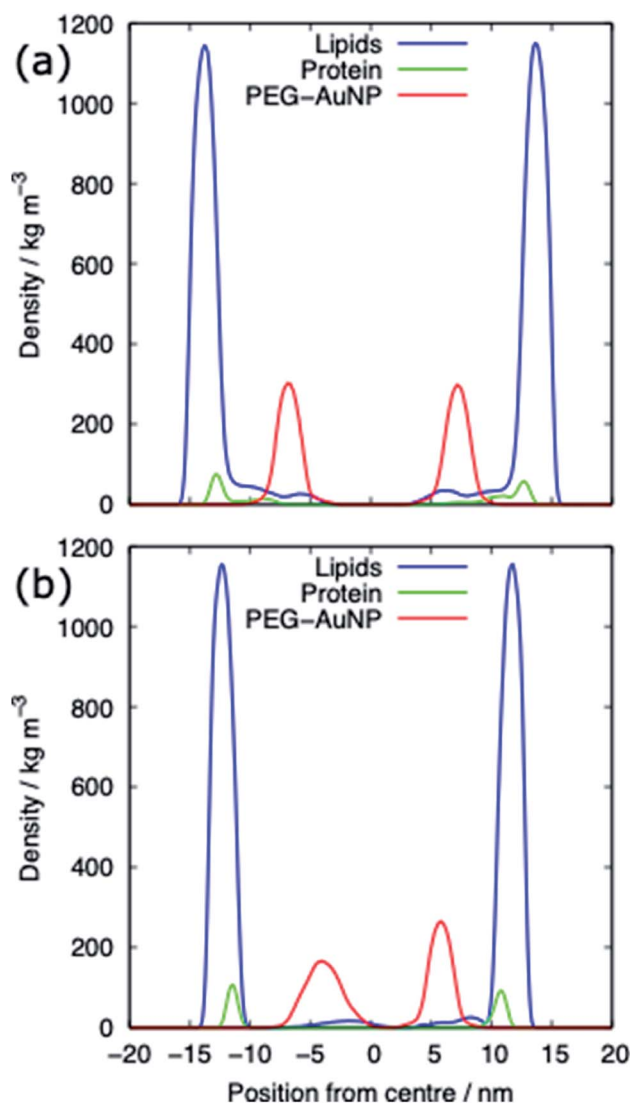 (a)
1200
1000
800
600
400
200
0
Density / kg m⁻³
Lipids
Protein
PEG−AuNP
(b)
1200
1000
800
600
400
200
0
Density / kg m⁻³
Lipids
Protein
PEG−AuNP
−20 −15 −10 −5 0 5 10 15 20
Position from centre / nm